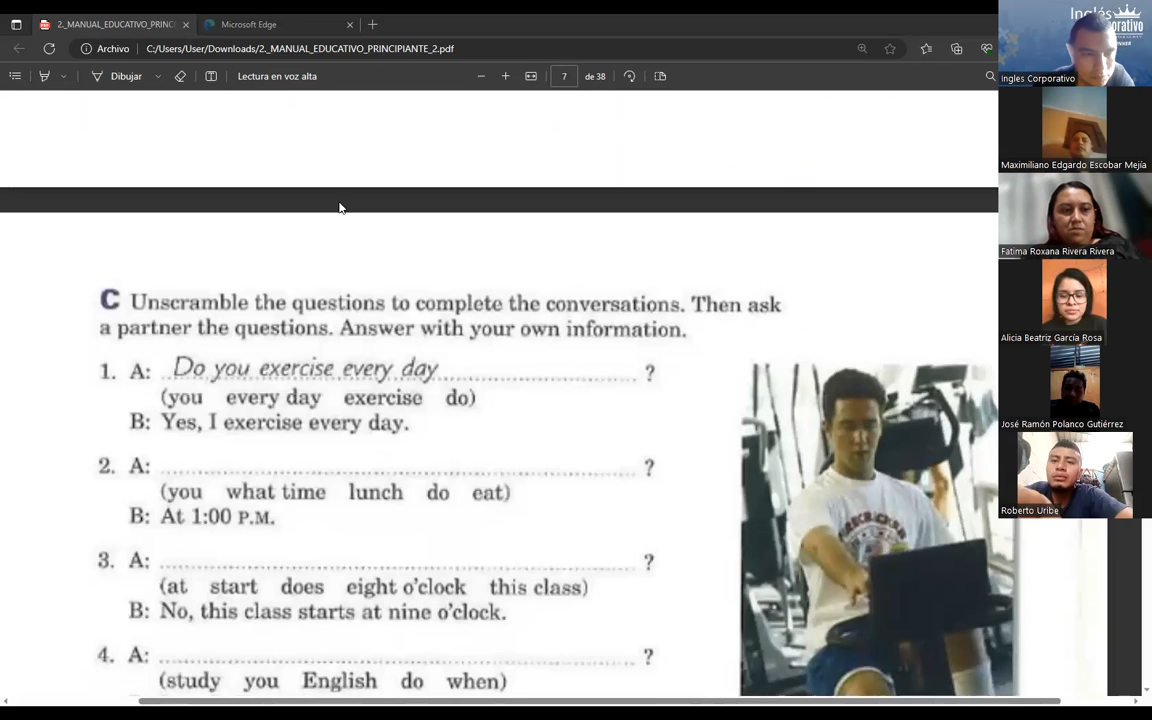 2._MANUAL_EDUCATIVO_PRINCI
Microsoft Edge
Archivo
C:/Users/User/Downloads/2._MANUAL_EDUCATIVO_PRINCIPIANTE_2.pdf
Dibujar
Lectura en voz alta
7
de 38
C Unscramble the questions to complete the conversations. Then ask
a partner the questions. Answer with your own information.
1. A: Do you exercise every day ?
(you every day exercise do)
B: Yes, I exercise every day.
2. A: ?
(you what time lunch do eat)
B: At 1:00 P.M.
3. A: ?
(at start does eight o'clock this class)
B: No, this class starts at nine o'clock.
4. A: ?
(study you English do when)
Inglés
Ingles Corporativo
Maximiliano Edgardo Escobar Mejía
Fatima Roxana Rivera Rivera
Alicia Beatriz García Rosa
José Ramón Polanco Gutiérrez
Roberto Uribe